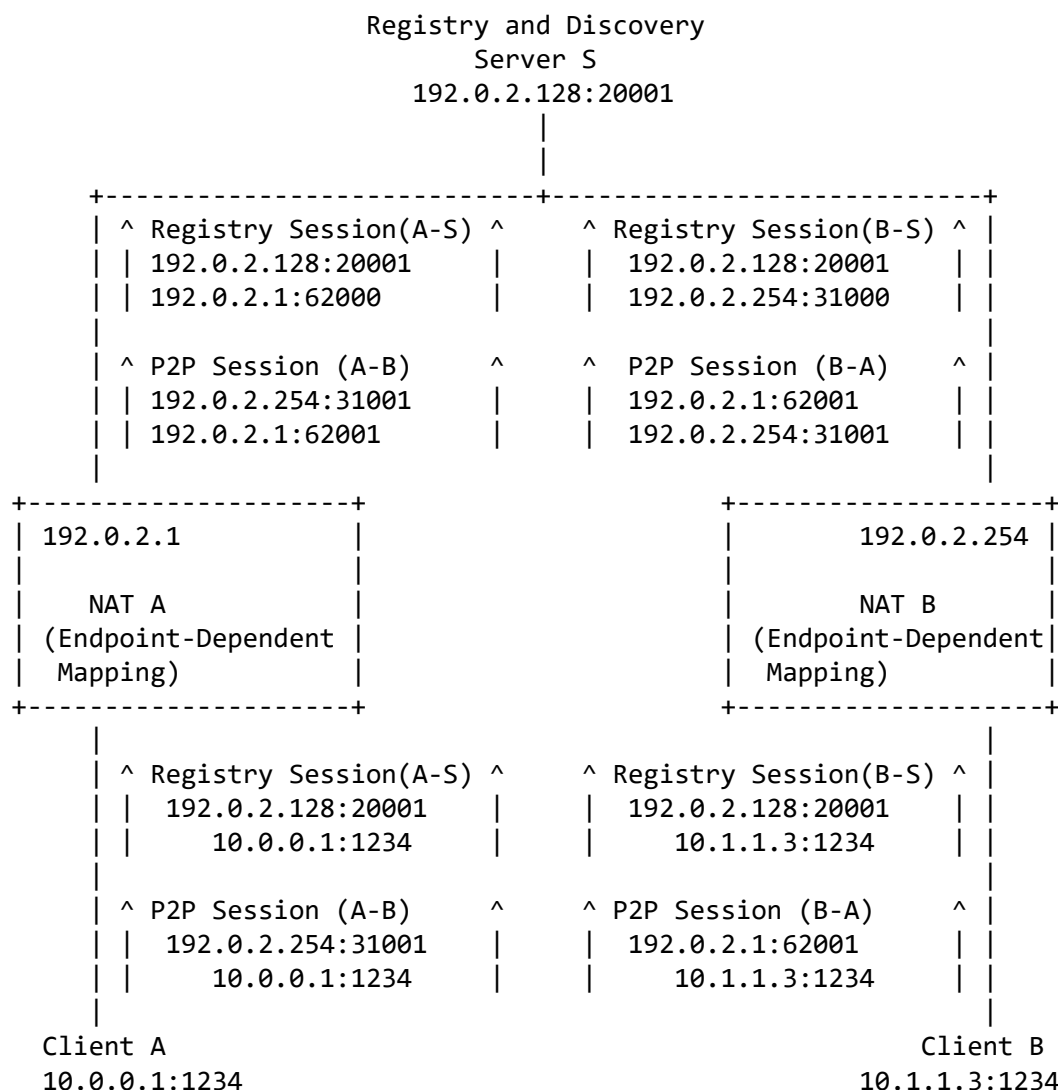 Registry and Discovery
Server S
192.0.2.128:20001
^ Registry Session(A-S) ^ ^ Registry Session(B-S) ^
192.0.2.128:20001 192.0.2.128:20001
192.0.2.1:62000 192.0.2.254:31000
^ P2P Session (A-B) ^ ^ P2P Session (B-A) ^
192.0.2.254:31001 192.0.2.1:62001
192.0.2.1:62001 192.0.2.254:31001
192.0.2.1 192.0.2.254
NAT A NAT B
(Endpoint-Dependent (Endpoint-Dependent
Mapping) Mapping)
^ Registry Session(A-S) ^ ^ Registry Session(B-S) ^
192.0.2.128:20001 192.0.2.128:20001
10.0.0.1:1234 10.1.1.3:1234
^ P2P Session (A-B) ^ ^ P2P Session (B-A) ^
192.0.2.254:31001 192.0.2.1:62001
10.0.0.1:1234 10.1.1.3:1234
Client A Client B
10.0.0.1:1234 10.1.1.3:1234